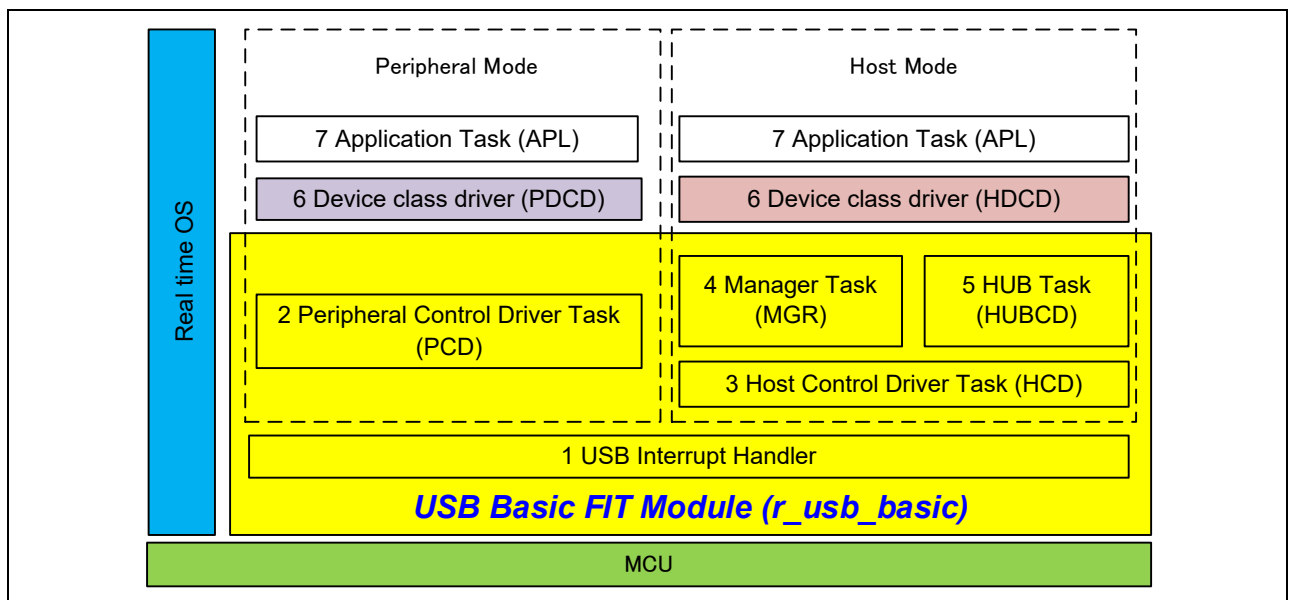 Peripheral Mode
Host Mode
7 Application Task (APL)
7 Application Task (APL)
6 Device class driver (PDCD)
6 Device class driver (HDCD)
Real time OS
2 Peripheral Control Driver Task
(PCD)
4 Manager Task
(MGR)
5 HUB Task
(HUBCD)
3 Host Control Driver Task (HCD)
1 USB Interrupt Handler
USB Basic FIT Module (r_usb_basic)
MCU